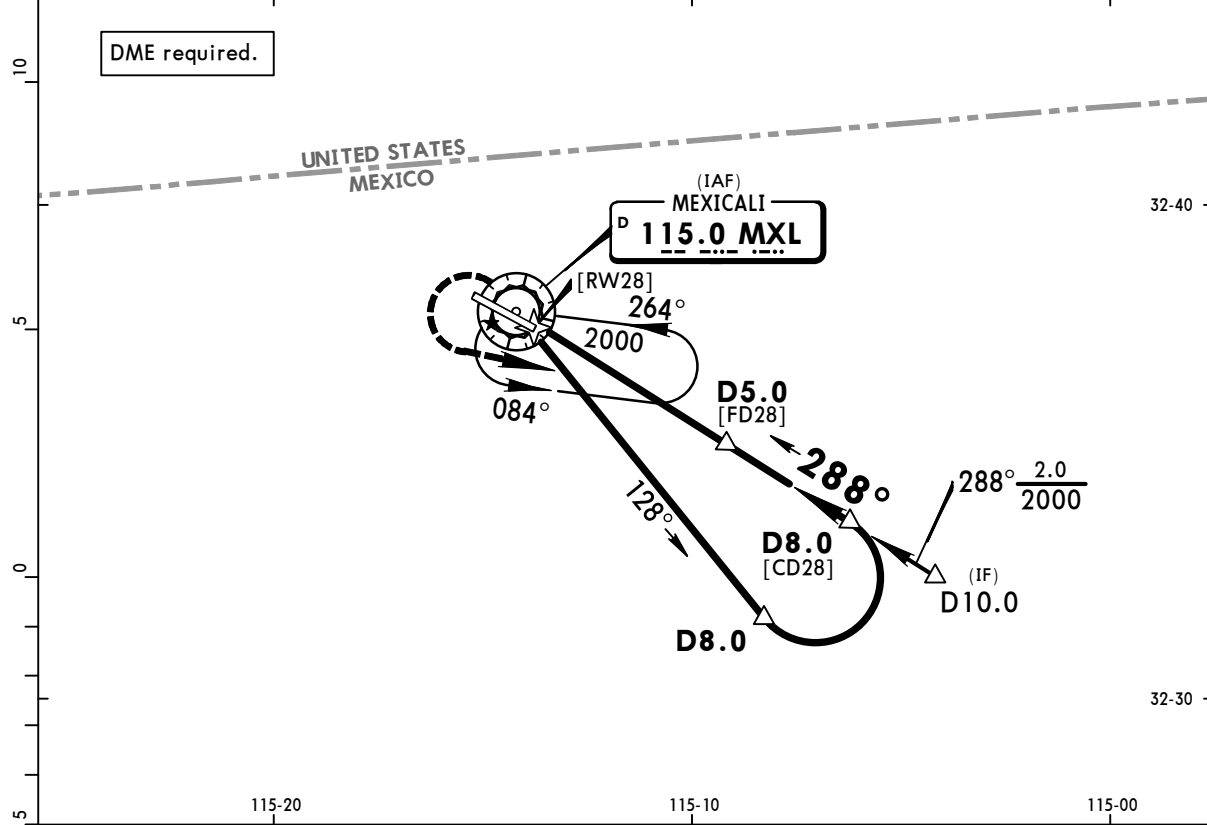 DME required.
10
UNITED STATES
MEXICO
(IAF)
MEXICALI
D 115.0 MXL
32-40
[RW28]
264°
2000
5
084°
D5.0
[FD28]
288°
288° 2.0
2000
128°
D8.0
[CD28]
0
(IF)
D10.0
D8.0
32-30
5
115-20
115-10
115-00